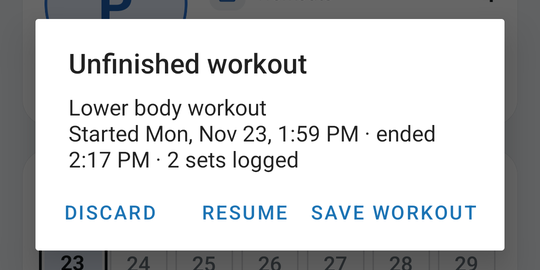 P
Unfinished workout
Lower body workout
Started Mon, Nov 23, 1:59 PM · ended
2:17 PM · 2 sets logged
DISCARD RESUME SAVE WORKOUT
23 24 25 26 27 28 29